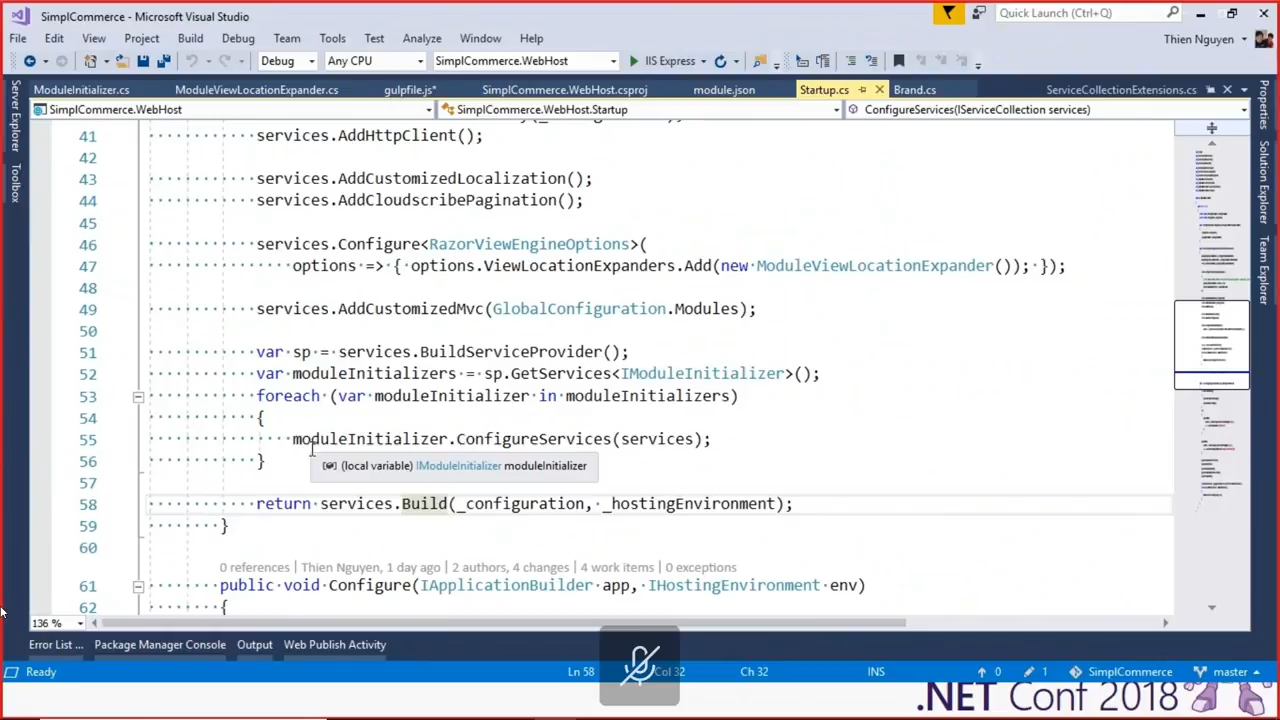 SimplCommerce - Microsoft Visual Studio
Quick Launch (Ctrl+Q)
File Edit View Project Build Debug Team Tools Test Analyze Window Help
Thien Nguyen
Debug Any CPU SimplCommerce.WebHost IIS Express
ModuleInitializer.cs ModuleViewLocationExpander.cs gulpfile.js* SimplCommerce.WebHost.csproj module.json Startup.cs Brand.cs ServiceCollectionExtensions.cs
SimplCommerce.WebHost SimplCommerce.WebHost.Startup ConfigureServices(IServiceCollection services)
Server Explorer
Toolbox
Properties
Solution Explorer
Team Explorer
41 services.AddHttpClient();
42
43 services.AddCustomizedLocalization();
44 services.AddCloudscribePagination();
45
46 services.Configure<RazorViewEngineOptions>(
47 options => { options.ViewLocationExpanders.Add(new ModuleViewLocationExpander()); });
48
49 services.AddCustomizedMvc(GlobalConfiguration.Modules);
50
51 var sp = services.BuildServiceProvider();
52 var moduleInitializers = sp.GetServices<IModuleInitializer>();
53 foreach (var moduleInitializer in moduleInitializers)
54 {
55 moduleInitializer.ConfigureServices(services);
56 }
(local variable) IModuleInitializer moduleInitializer
57
58 return services.Build(_configuration, _hostingEnvironment);
59 }
60
0 references | Thien Nguyen, 1 day ago | 2 authors, 4 changes | 4 work items | 0 exceptions
61 public void Configure(IApplicationBuilder app, IHostingEnvironment env)
62 {
136 %
Error List ... Package Manager Console Output Web Publish Activity
Ready Ln 58 Col 32 Ch 32 INS 0 1 SimplCommerce master
.NET Conf 2018